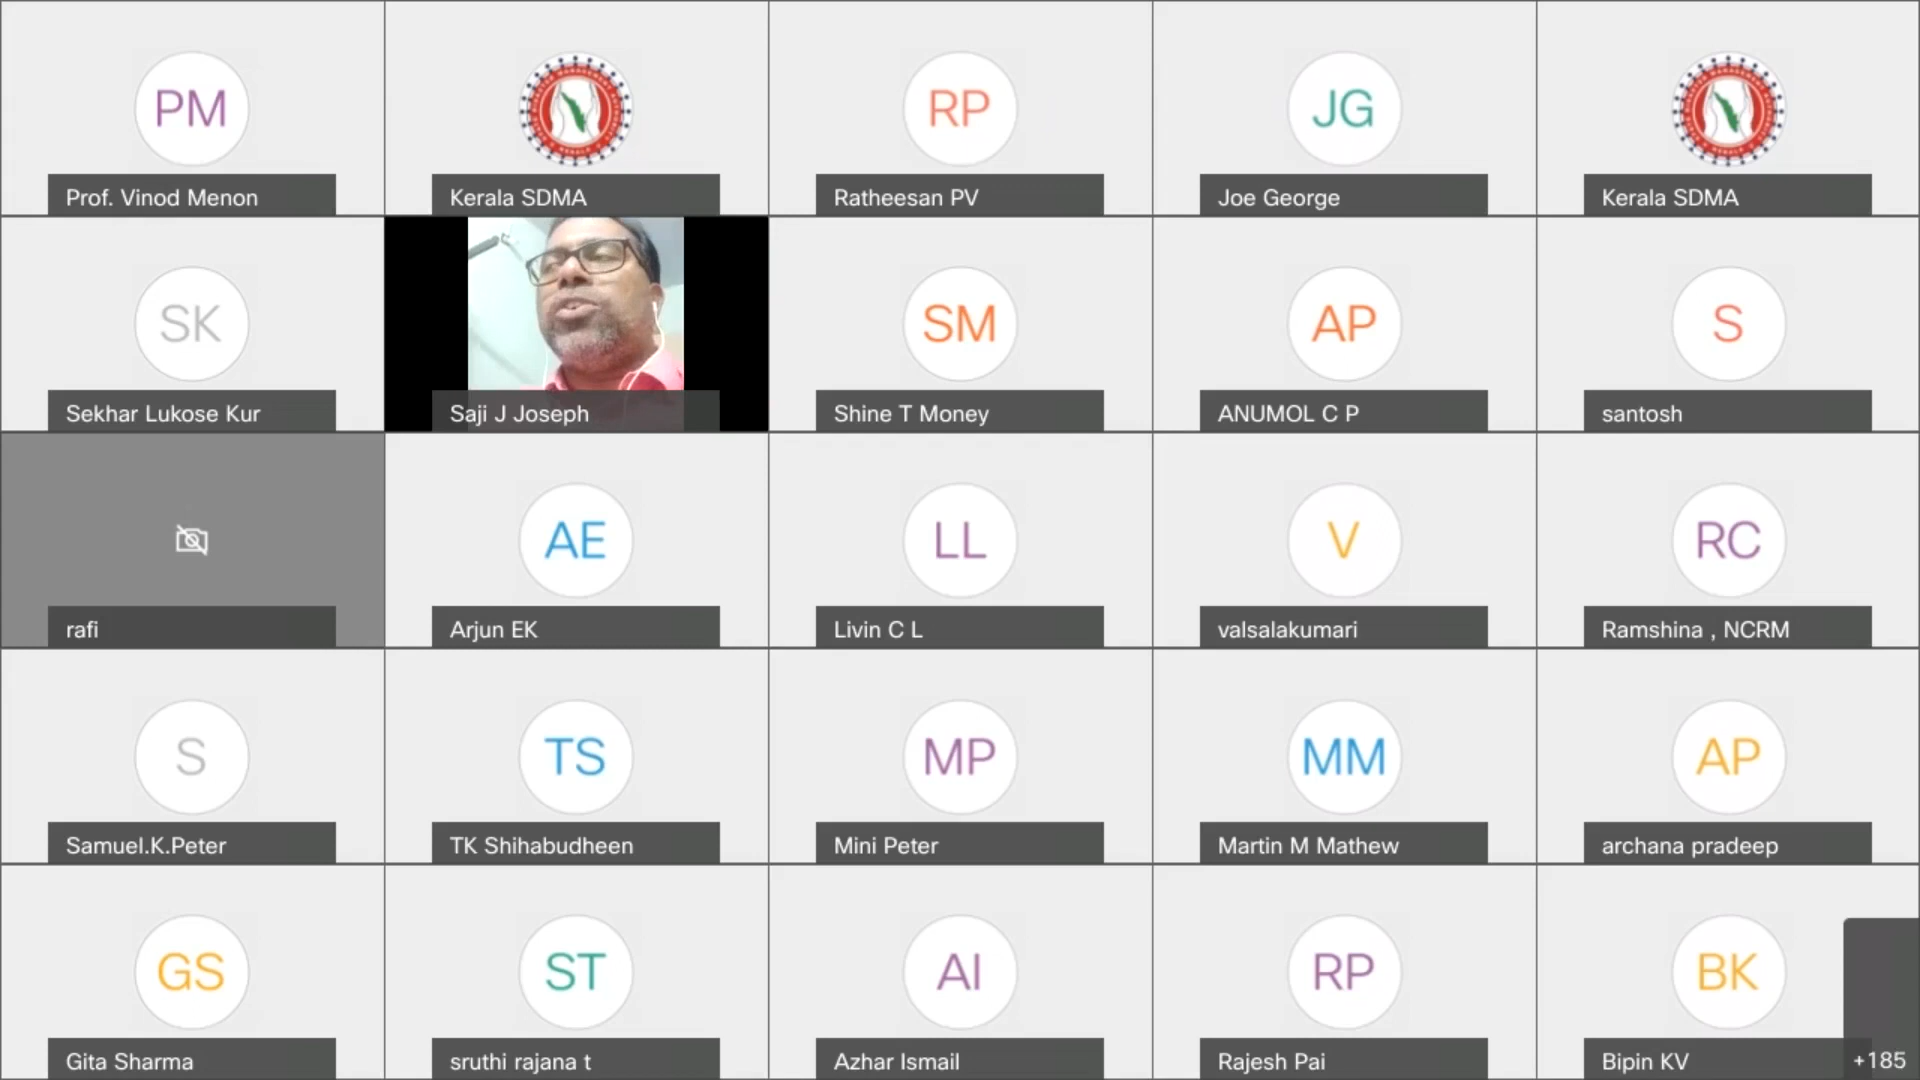 PM
Prof. Vinod Menon
Kerala SDMA
RP
Ratheesan PV
JG
Joe George
Kerala SDMA
SK
Sekhar Lukose Kur
Saji J Joseph
SM
Shine T Money
AP
ANUMOL C P
S
santosh
rafi
AE
Arjun EK
LL
Livin C L
V
valsalakumari
RC
Ramshina , NCRM
S
Samuel.K.Peter
TS
TK Shihabudheen
MP
Mini Peter
MM
Martin M Mathew
AP
archana pradeep
GS
Gita Sharma
ST
sruthi rajana t
AI
Azhar Ismail
RP
Rajesh Pai
BK
Bipin KV
+185